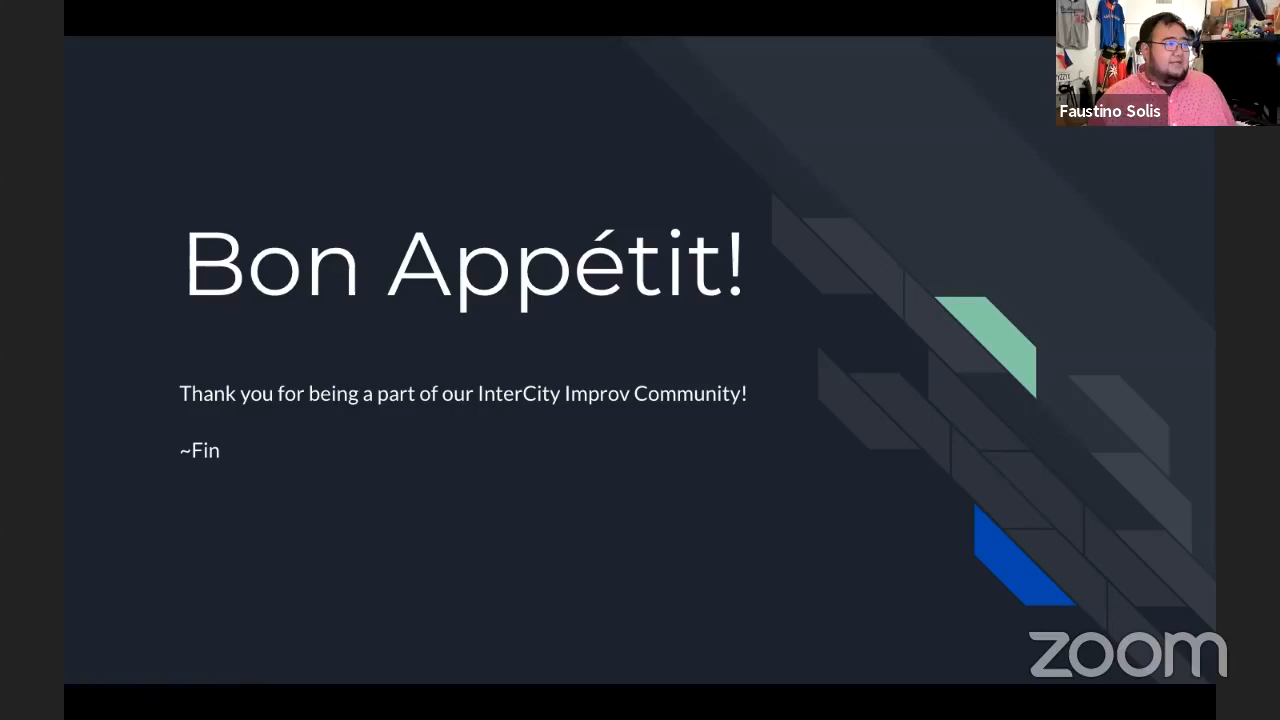 Faustino Solis
Bon Appétit!
Thank you for being a part of our InterCity Improv Community!
~Fin
zoom